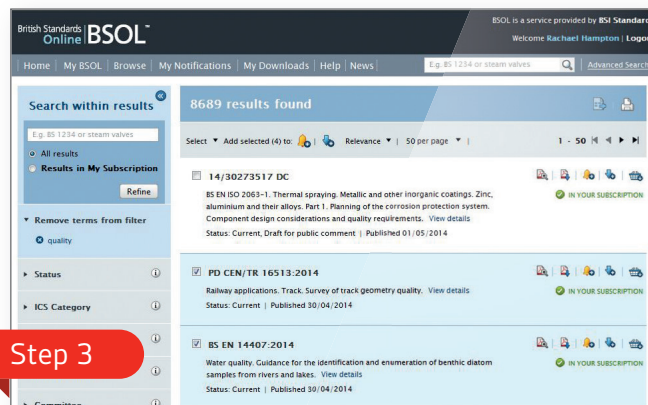 British Standards
Online BSOL™
BSOL is a service provided by BSI Standard
Welcome Rachael Hampton | Logou
Home | My BSOL | Browse | My Notifications | My Downloads | Help | News |
E.g. BS 1234 or steam valves
Advanced Search
Search within results
E.g. BS 1234 or steam valves
All results
Results in My Subscription
Refine
Remove terms from filter
quality
Status
ICS Category
Step 3
Committee
8689 results found
Select Add selected (4) to: | Relevance | 50 per page |
1 - 50
14/30273517 DC
BS EN ISO 2063-1. Thermal spraying. Metallic and other inorganic coatings. Zinc,
aluminium and their alloys. Part 1. Planning of the corrosion protection system.
Component design considerations and quality requirements. View details
Status: Current, Draft for public comment | Published 01/05/2014
IN YOUR SUBSCRIPTION
PD CEN/TR 16513:2014
Railway applications. Track. Survey of track geometry quality. View details
Status: Current | Published 30/04/2014
IN YOUR SUBSCRIPTION
BS EN 14407:2014
Water quality. Guidance for the identification and enumeration of benthic diatom
samples from rivers and lakes. View details
Status: Current | Published 30/04/2014
IN YOUR SUBSCRIPTION